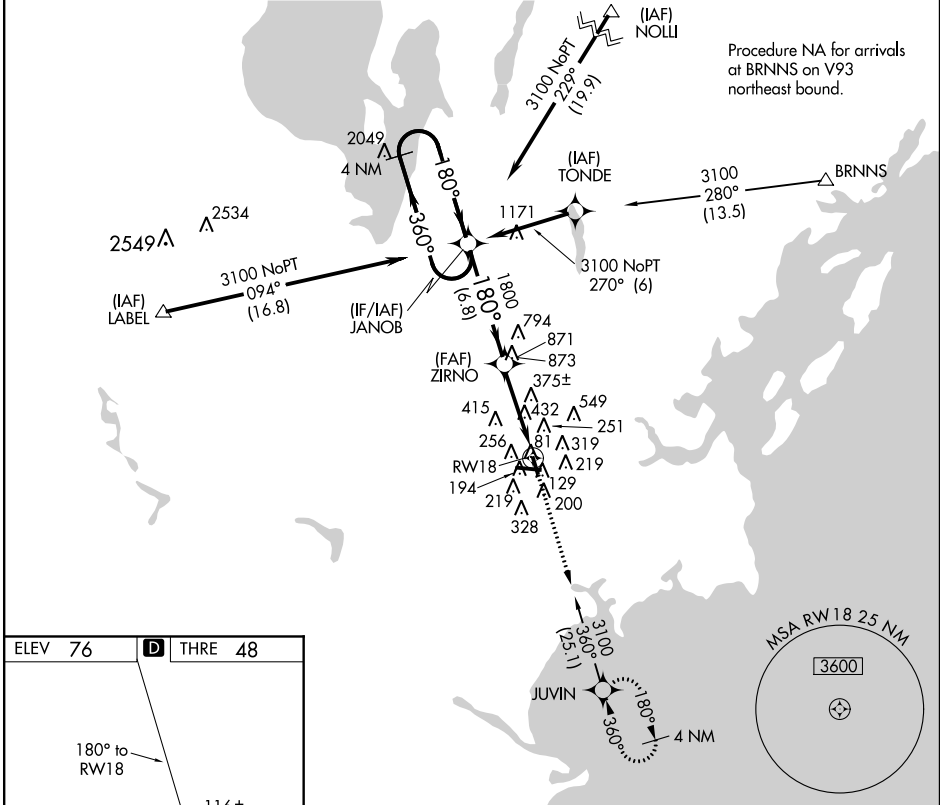 (IAF)
NOLLI
3100 NoPT
229°
(19.9)
Procedure NA for arrivals
at BRNNS on V93
northeast bound.
2049
4 NM
180°
360°
(IAF)
TONDE
3100
280°
(13.5)
BRNNS
2534
2549
1171
3100 NoPT
270° (6)
3100 NoPT
094°
(16.8)
(IAF)
LABEL
(IF/IAF)
JANOB
1800
180°
(6.8)
794
871
873
(FAF)
ZIRNO
375±
415
432
549
251
256
81
319
RW18
219
194
129
219
200
328
3100
360°
(25.1)
JUVIN
180°
360°
4 NM
MSA RW18 25 NM
3600
ELEV 76
D
THRE 48
180° to
RW18
116±